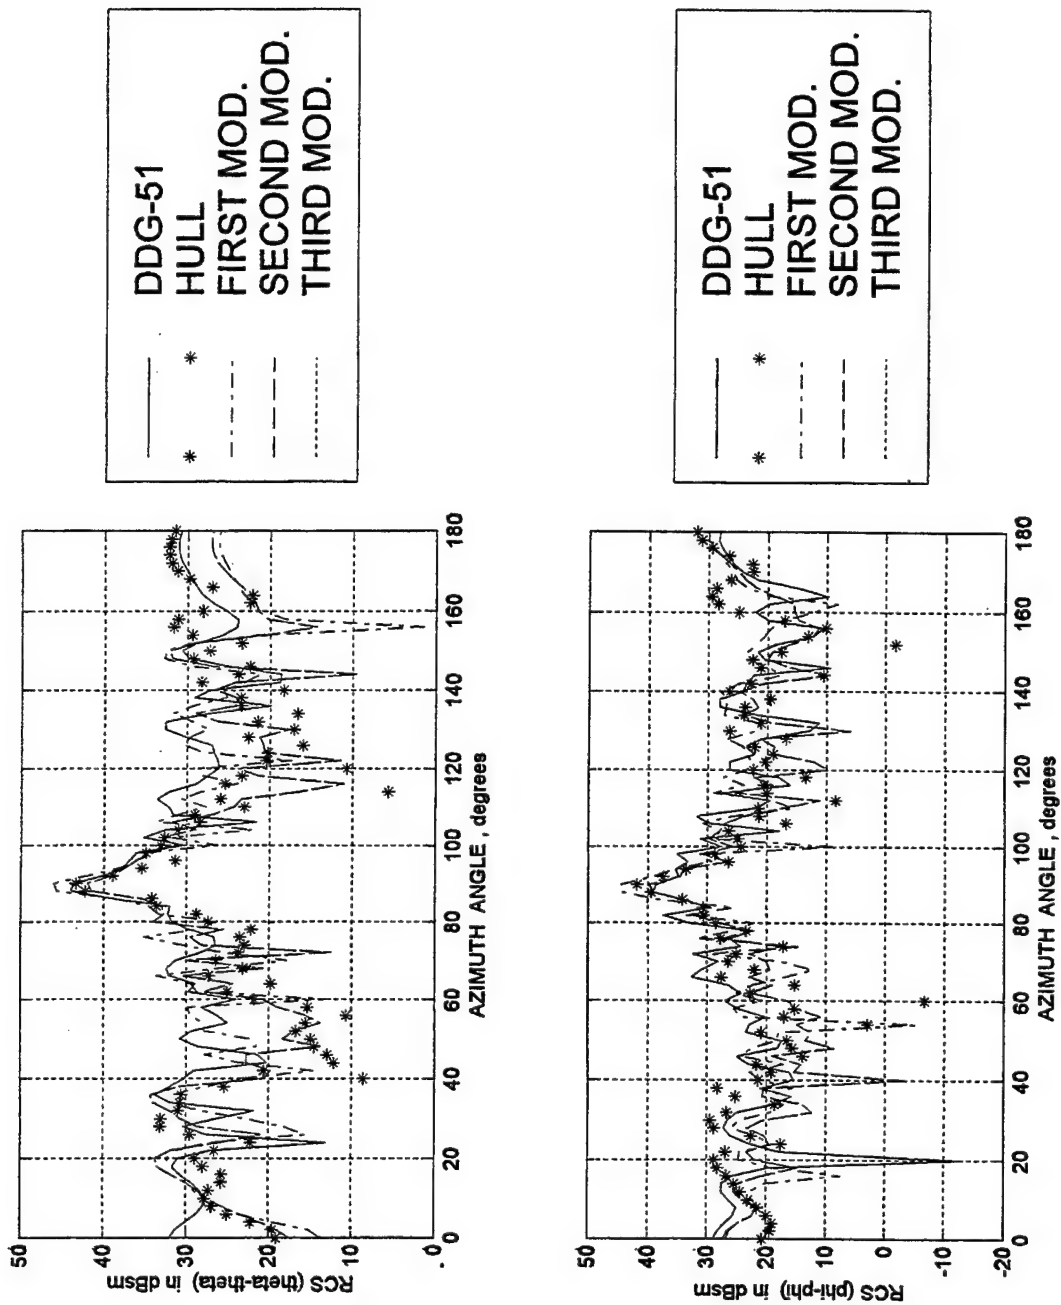 DDG-51
HULL
FIRST MOD.
SECOND MOD.
THIRD MOD.
50
40
30
20
10
0
RCS (theta-theta) in dBsm
0 20 40 60 80 100 120 140 160 180
AZIMUTH ANGLE , degrees
DDG-51
HULL
FIRST MOD.
SECOND MOD.
THIRD MOD.
50
40
30
20
10
0
-10
-20
RCS (phi-phi) in dBsm
0 20 40 60 80 100 120 140 160 180
AZIMUTH ANGLE , degrees